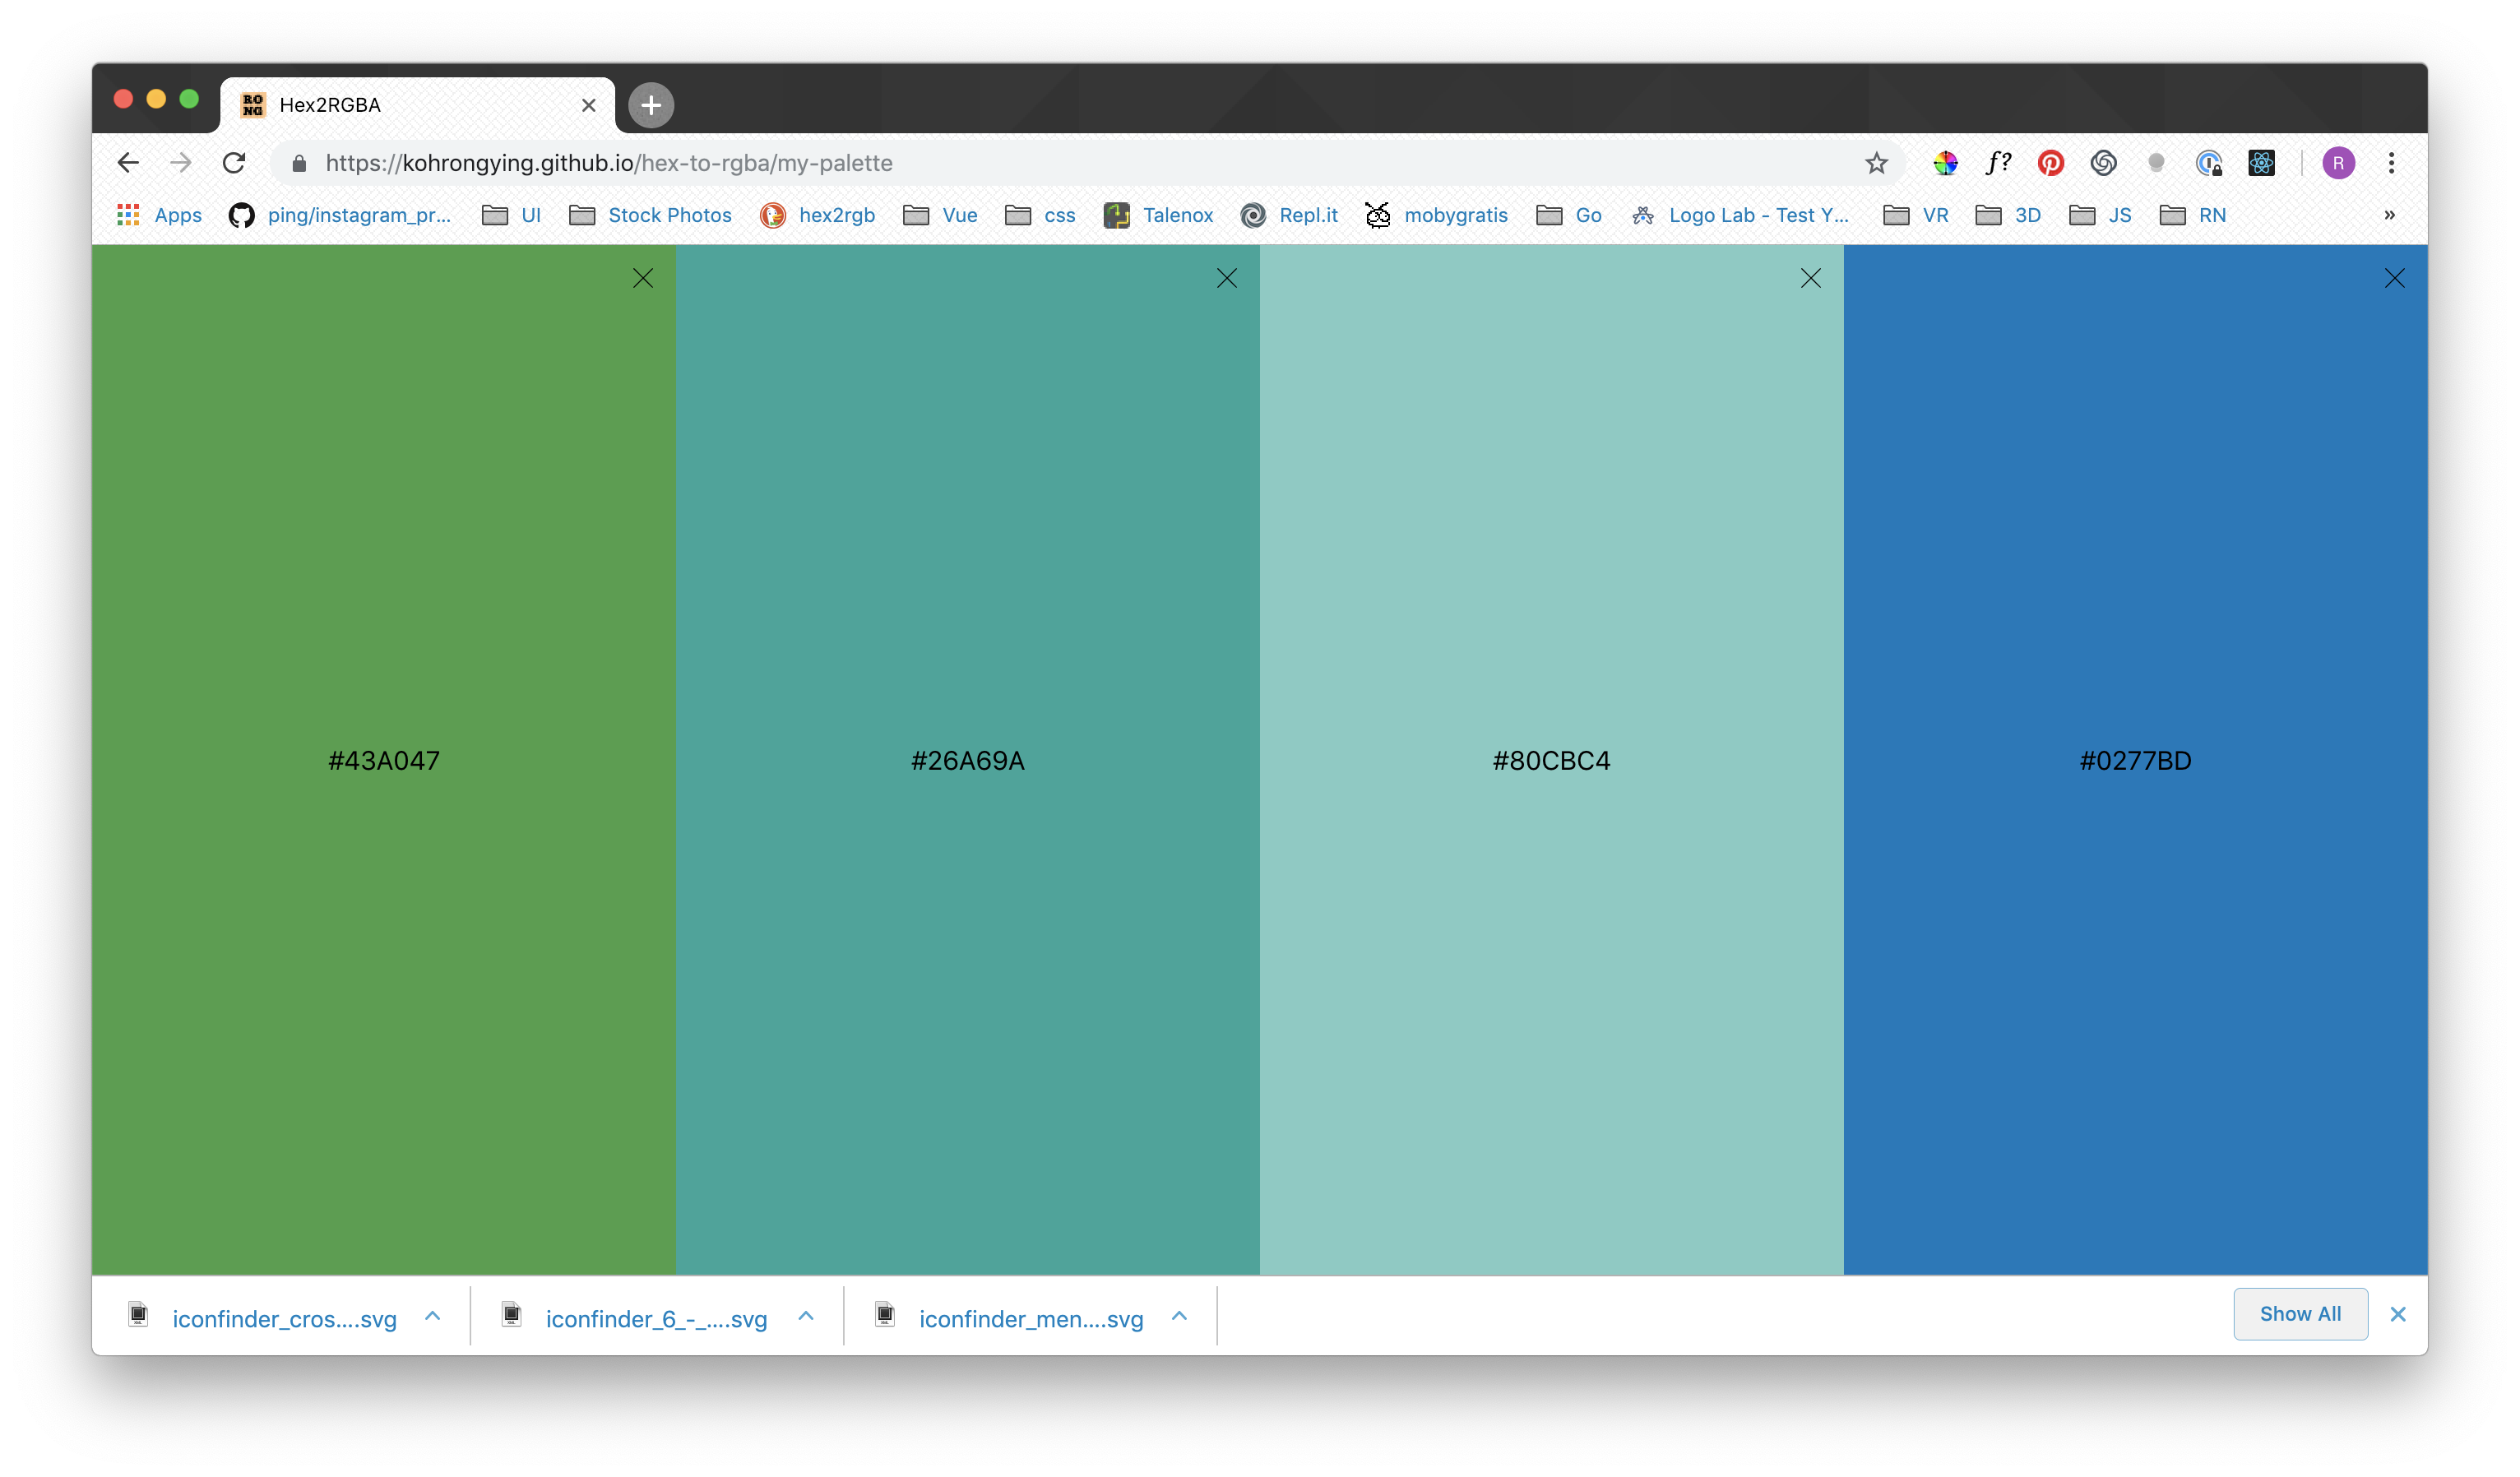 RO
NG
Hex2RGBA
https://kohrongying.github.io/hex-to-rgba/my-palette
f?
R
Apps
ping/instagram_pr...
UI
Stock Photos
hex2rgb
Vue
css
Talenox
Repl.it
mobygratis
Go
Logo Lab - Test Y...
VR
3D
JS
RN
»
#43A047
#26A69A
#80CBC4
#0277BD
iconfinder_cros....svg
iconfinder_6_-_....svg
iconfinder_men....svg
Show All